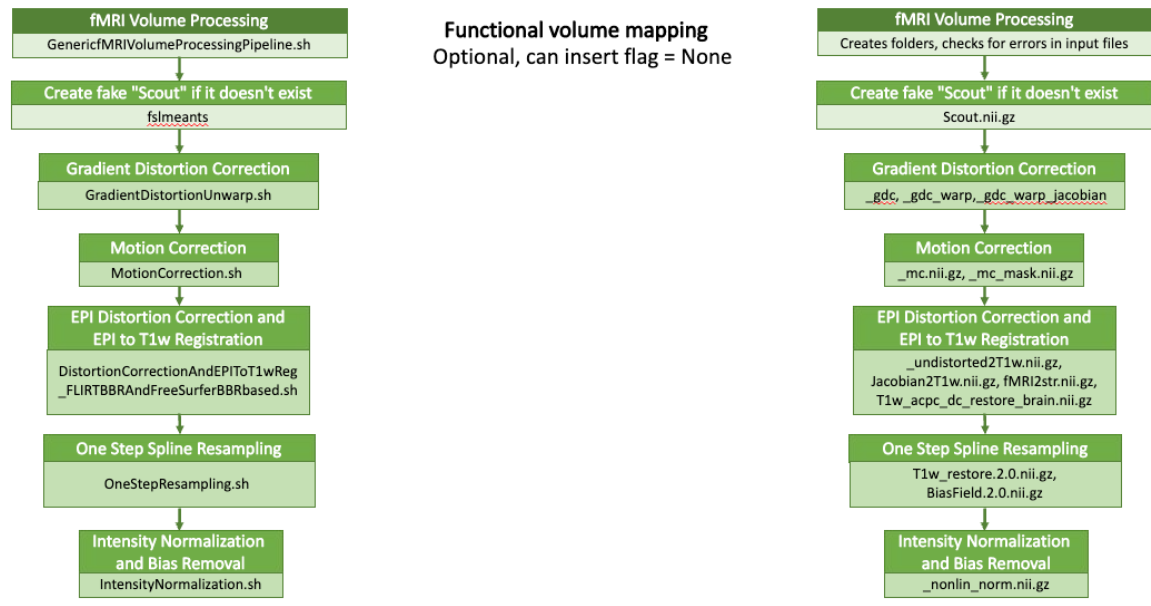 fMRI Volume Processing
GenericfMRIVolumeProcessingPipeline.sh
Create fake "Scout" if it doesn't exist
fslmeants
Gradient Distortion Correction
GradientDistortionUnwarp.sh
Motion Correction
MotionCorrection.sh
EPI Distortion Correction and
EPI to T1w Registration
DistortionCorrectionAndEPIToT1wReg
_FLIRTBBRAndFreeSurferBBRbased.sh
One Step Spline Resampling
OneStepResampling.sh
Intensity Normalization
and Bias Removal
IntensityNormalization.sh
Functional volume mapping
Optional, can insert flag = None
fMRI Volume Processing
Creates folders, checks for errors in input files
Create fake "Scout" if it doesn't exist
Scout.nii.gz
Gradient Distortion Correction
_gdc, _gdc_warp,_gdc_warp_jacobian
Motion Correction
_mc.nii.gz, _mc_mask.nii.gz
EPI Distortion Correction and
EPI to T1w Registration
_undistorted2T1w.nii.gz,
Jacobian2T1w.nii.gz, fMRI2str.nii.gz,
T1w_acpc_dc_restore_brain.nii.gz
One Step Spline Resampling
T1w_restore.2.0.nii.gz,
BiasField.2.0.nii.gz
Intensity Normalization
and Bias Removal
_nonlin_norm.nii.gz